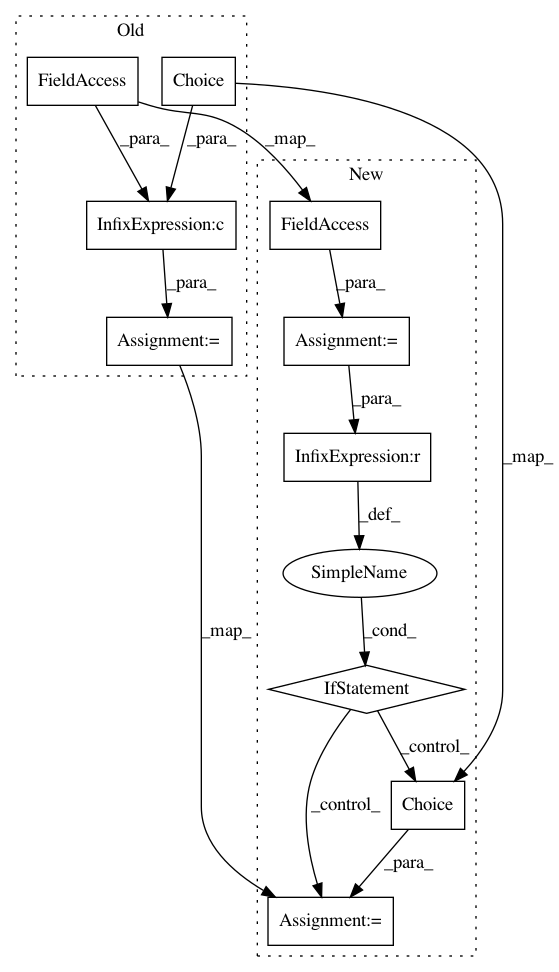 Old
FieldAccess
Choice
_para_
_para_
_map_
New
InfixExpression:c
FieldAccess
_para_
_para_
Assignment:=
Assignment:=
_para_
InfixExpression:r
_map_
_def_
SimpleName
_map_
_cond_
IfStatement
_control_
Choice
_control_
_para_
Assignment:=